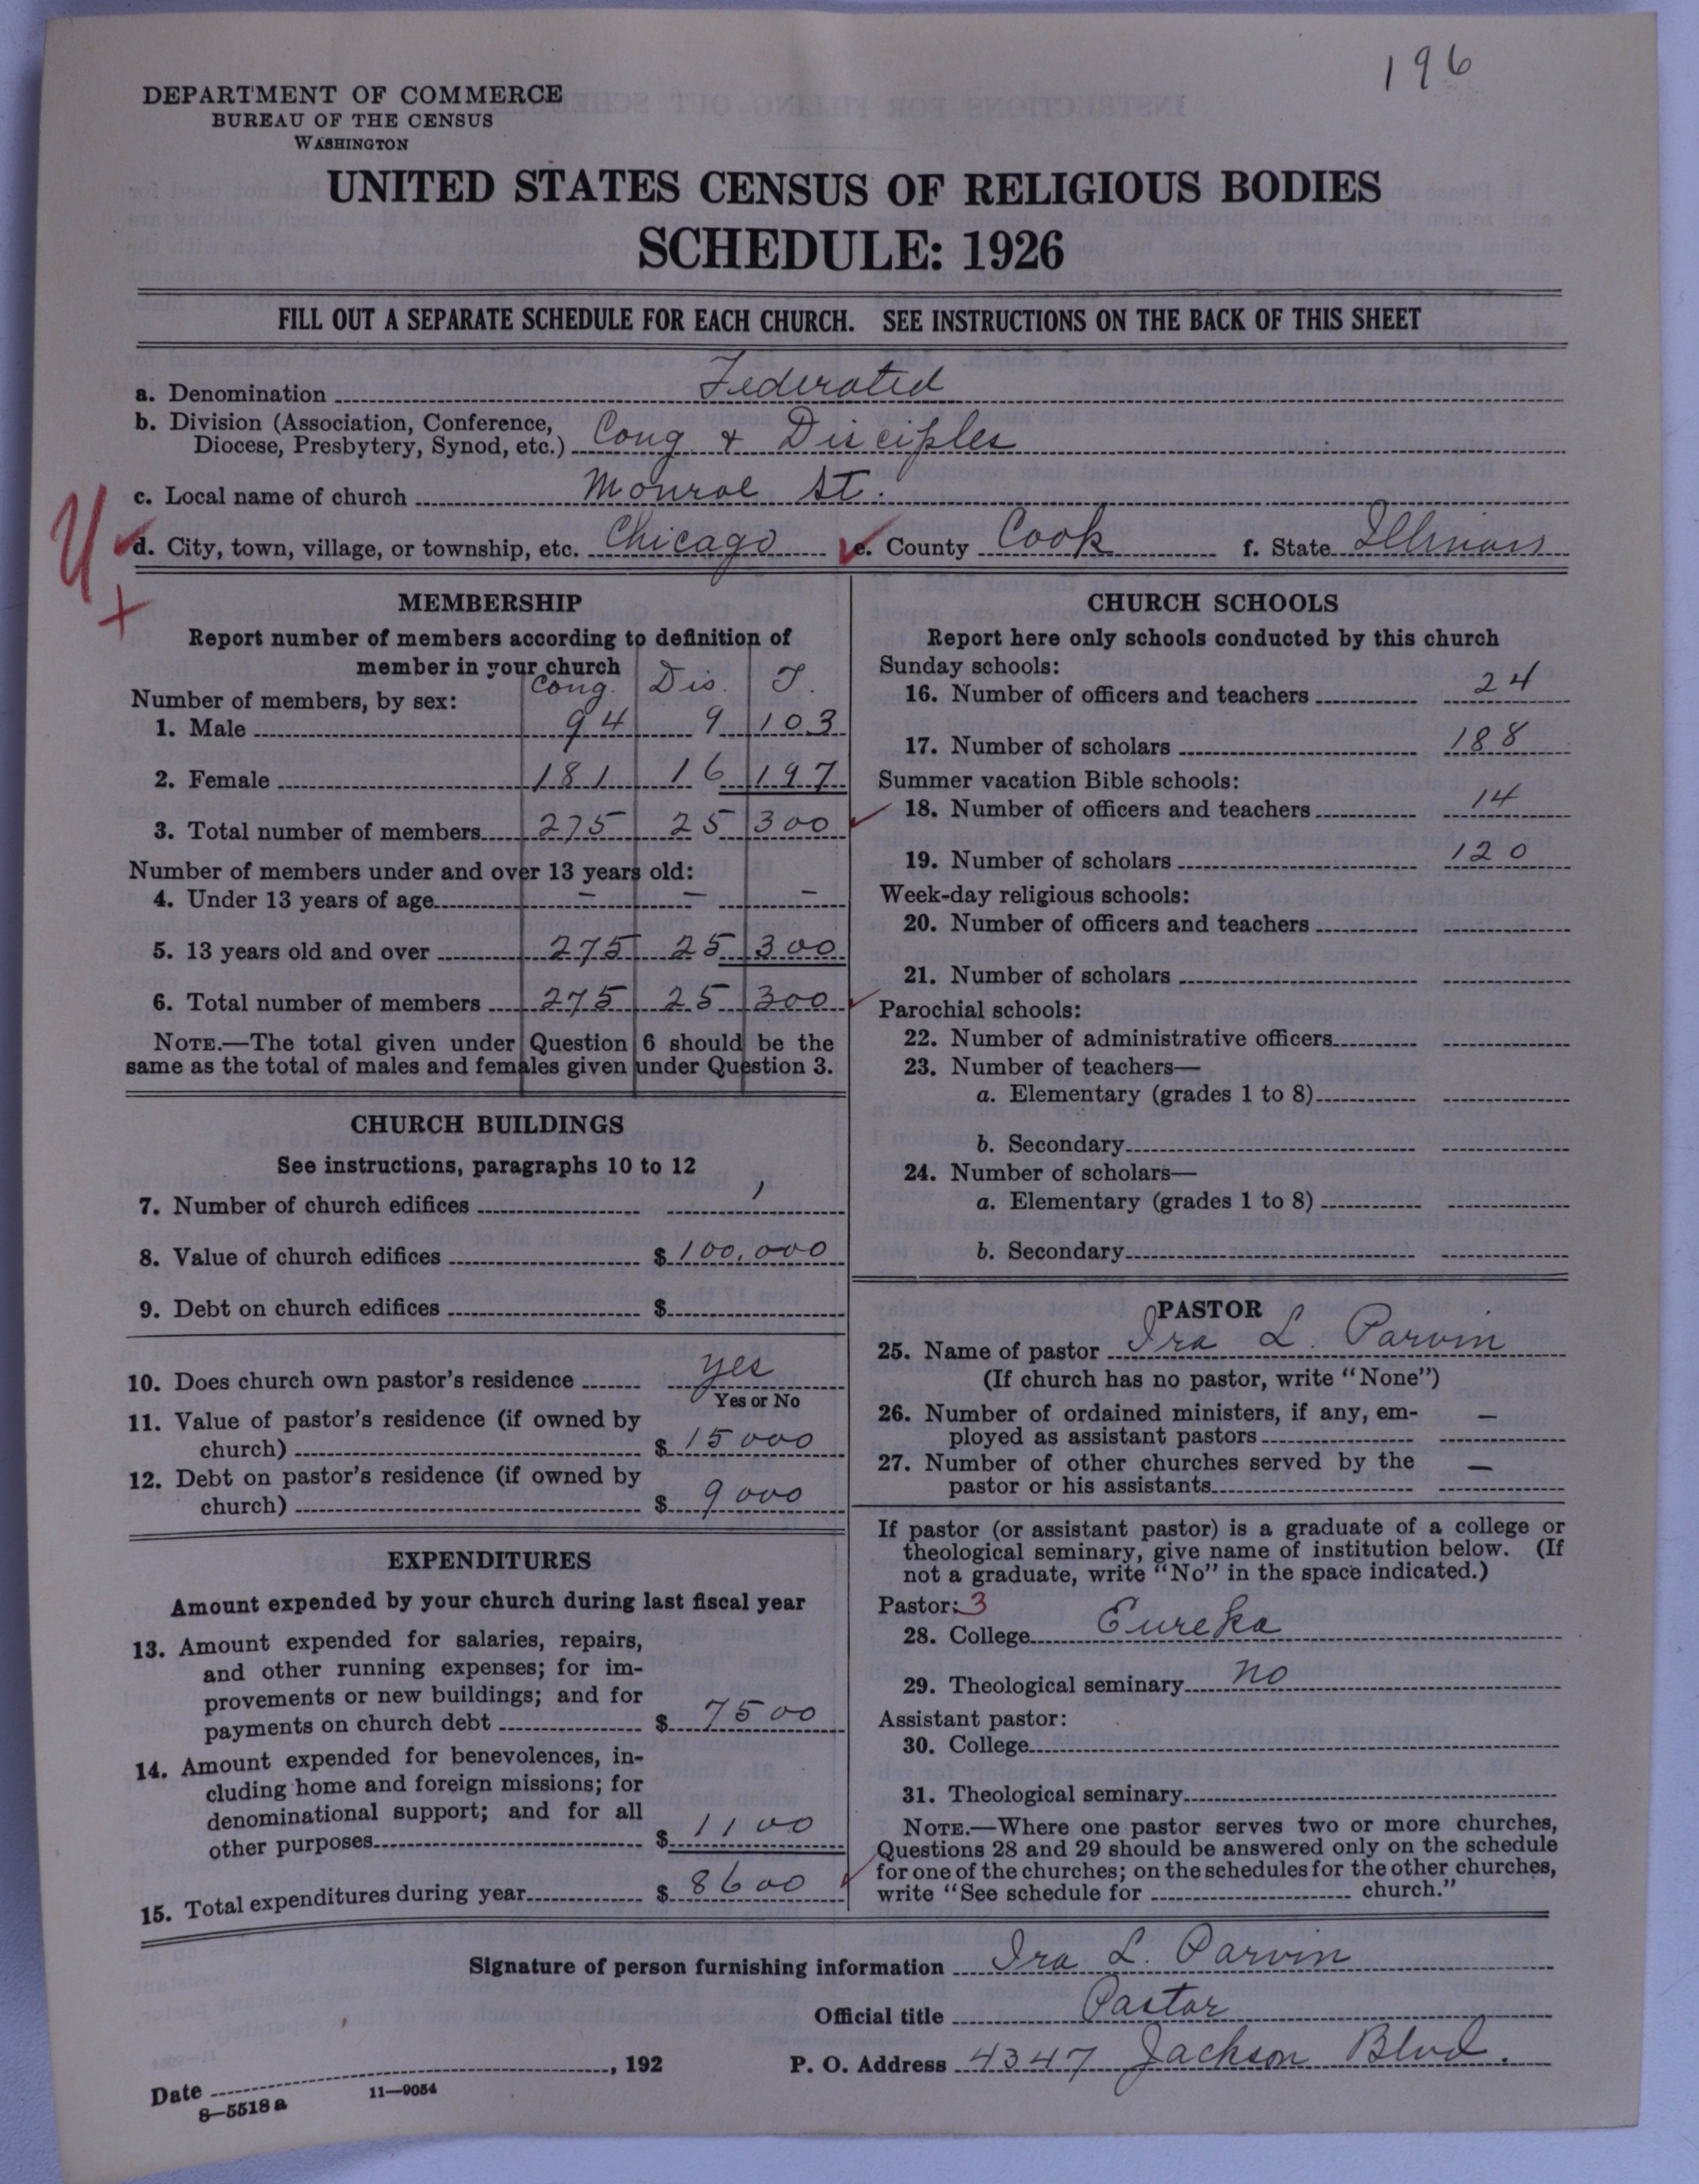 196
DEPARTMENT OF COMMERCE
BUREAU OF THE CENSUS
WASHINGTON
UNITED STATES CENSUS OF RELIGIOUS BODIES
SCHEDULE: 1926
FILL OUT A SEPARATE SCHEDULE FOR EACH CHURCH. SEE INSTRUCTIONS ON THE BACK OF THIS SHEET
a. Denomination Federated
b. Division (Association, Conference,
Diocese, Presbytery, Synod, etc.) Cong & Disciples
c. Local name of church Monroe St.
U
d. City, town, village, or township, etc. Chicago e. County Cook f. State Illinois
MEMBERSHIP
Report number of members according to definition of
member in your church
Cong. Dis. T.
Number of members, by sex:
1. Male 94 9 103
2. Female 181 16 197
3. Total number of members 275 25 300
Number of members under and over 13 years old:
4. Under 13 years of age - - -
5. 13 years old and over 275 25 300
6. Total number of members 275 25 300
NOTE.—The total given under Question 6 should be the
same as the total of males and females given under Question 3.
CHURCH BUILDINGS
See instructions, paragraphs 10 to 12
7. Number of church edifices 1
8. Value of church edifices $ 100,000
9. Debt on church edifices $
10. Does church own pastor's residence yes
Yes or No
11. Value of pastor's residence (if owned by
church) $ 15000
12. Debt on pastor's residence (if owned by
church) $ 9000
EXPENDITURES
Amount expended by your church during last fiscal year
13. Amount expended for salaries, repairs,
and other running expenses; for im-
provements or new buildings; and for
payments on church debt $ 7500
14. Amount expended for benevolences, in-
cluding home and foreign missions; for
denominational support; and for all
other purposes $ 1100
15. Total expenditures during year $ 8600
CHURCH SCHOOLS
Report here only schools conducted by this church
Sunday schools:
16. Number of officers and teachers 24
17. Number of scholars 188
Summer vacation Bible schools:
18. Number of officers and teachers 14
19. Number of scholars 120
Week-day religious schools:
20. Number of officers and teachers
21. Number of scholars
Parochial schools:
22. Number of administrative officers
23. Number of teachers—
a. Elementary (grades 1 to 8)
b. Secondary
24. Number of scholars—
a. Elementary (grades 1 to 8)
b. Secondary
PASTOR
25. Name of pastor Ira L. Parvin
(If church has no pastor, write "None")
26. Number of ordained ministers, if any, em-
ployed as assistant pastors —
27. Number of other churches served by the
pastor or his assistants —
If pastor (or assistant pastor) is a graduate of a college or
theological seminary, give name of institution below. (If
not a graduate, write "No" in the space indicated.)
Pastor: 3
28. College Eureka
29. Theological seminary no
Assistant pastor:
30. College
31. Theological seminary
NOTE.—Where one pastor serves two or more churches,
Questions 28 and 29 should be answered only on the schedule
for one of the churches; on the schedules for the other churches,
write "See schedule for church."
Signature of person furnishing information Ira L. Parvin
Official title Pastor
Date , 192 P. O. Address 4347 Jackson Blvd.
8—5518 a 11—9054